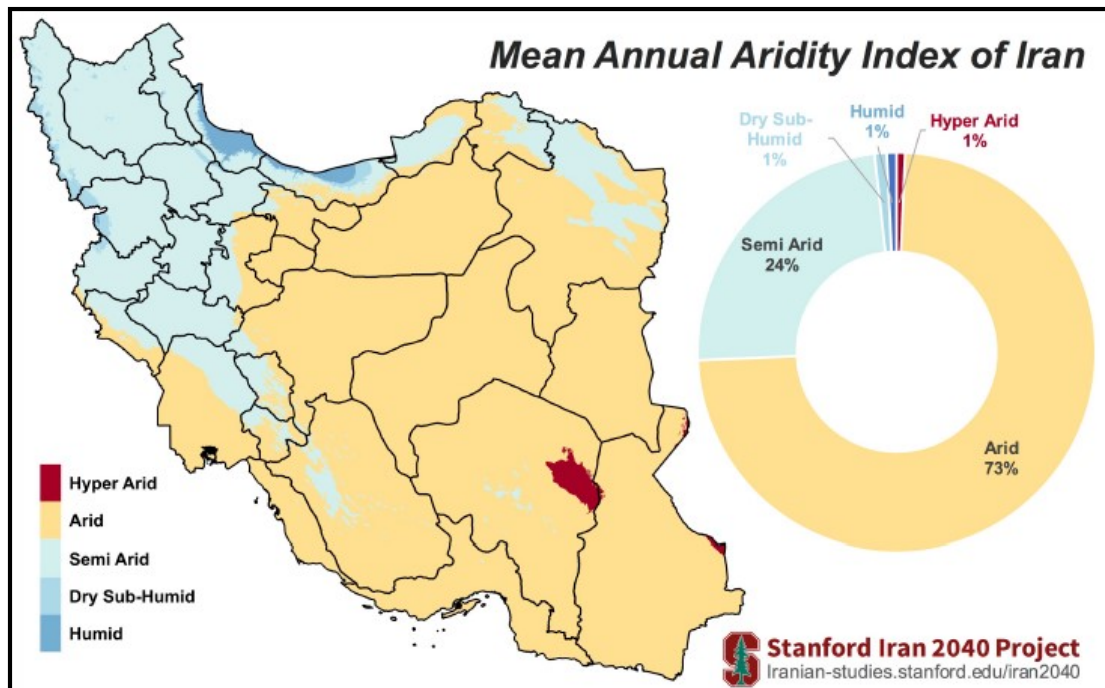 Mean Annual Aridity Index of Iran
Dry Sub-
Humid
1%
Humid
1%
Hyper Arid
1%
Semi Arid
24%
Arid
73%
Hyper Arid
Arid
Semi Arid
Dry Sub-Humid
Humid
S
Stanford Iran 2040 Project
Iranian-studies.stanford.edu/iran2040